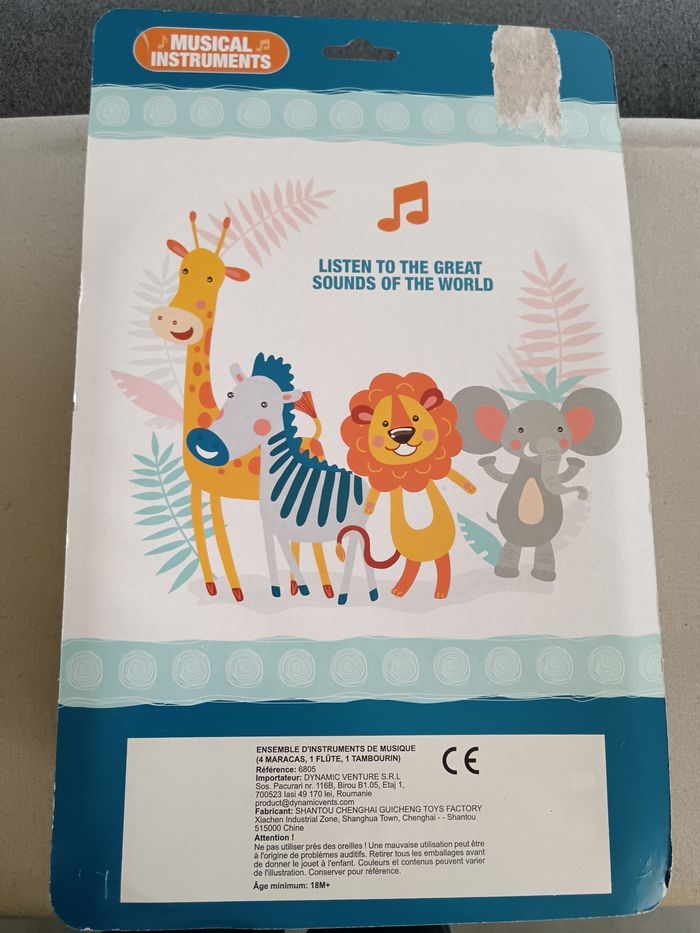 MUSICAL
INSTRUMENTS
LISTEN TO THE GREAT
SOUNDS OF THE WORLD
ENSEMBLE D'INSTRUMENTS DE MUSIQUE
(4 MARACAS, 1 FLÛTE, 1 TAMBOURIN)
Référence: 6805
Importateur: DYNAMIC VENTURE S.R.L
Sos. Pacurari nr. 116B, Birou B1.05, Etaj 1,
700523 Iasi 49 170 lei, Roumanie
product@dynamicvents.com
Fabricant: SHANTOU CHENGHAI GUICHENG TOYS FACTORY
Xiachen Industrial Zone, Shanghua Town, Chenghai - - Shantou
515000 Chine
Attention !
Ne pas utiliser près des oreilles ! Une mauvaise utilisation peut être
à l'origine de problèmes auditifs. Retirer tous les emballages avant
de donner le jouet à l'enfant. Couleurs et contenus peuvent varier
de l'illustration. Conserver pour référence.
Âge minimum: 18M+
CE